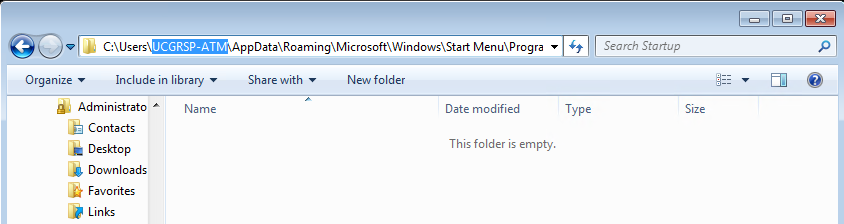 C:\Users\UCGRSP-ATM\AppData\Roaming\Microsoft\Windows\Start Menu\Progra
Search Startup
Organize
Include in library
Share with
New folder
Administrato
Contacts
Desktop
Downloads
Favorites
Links
Name
Date modified
Type
Size
This folder is empty.